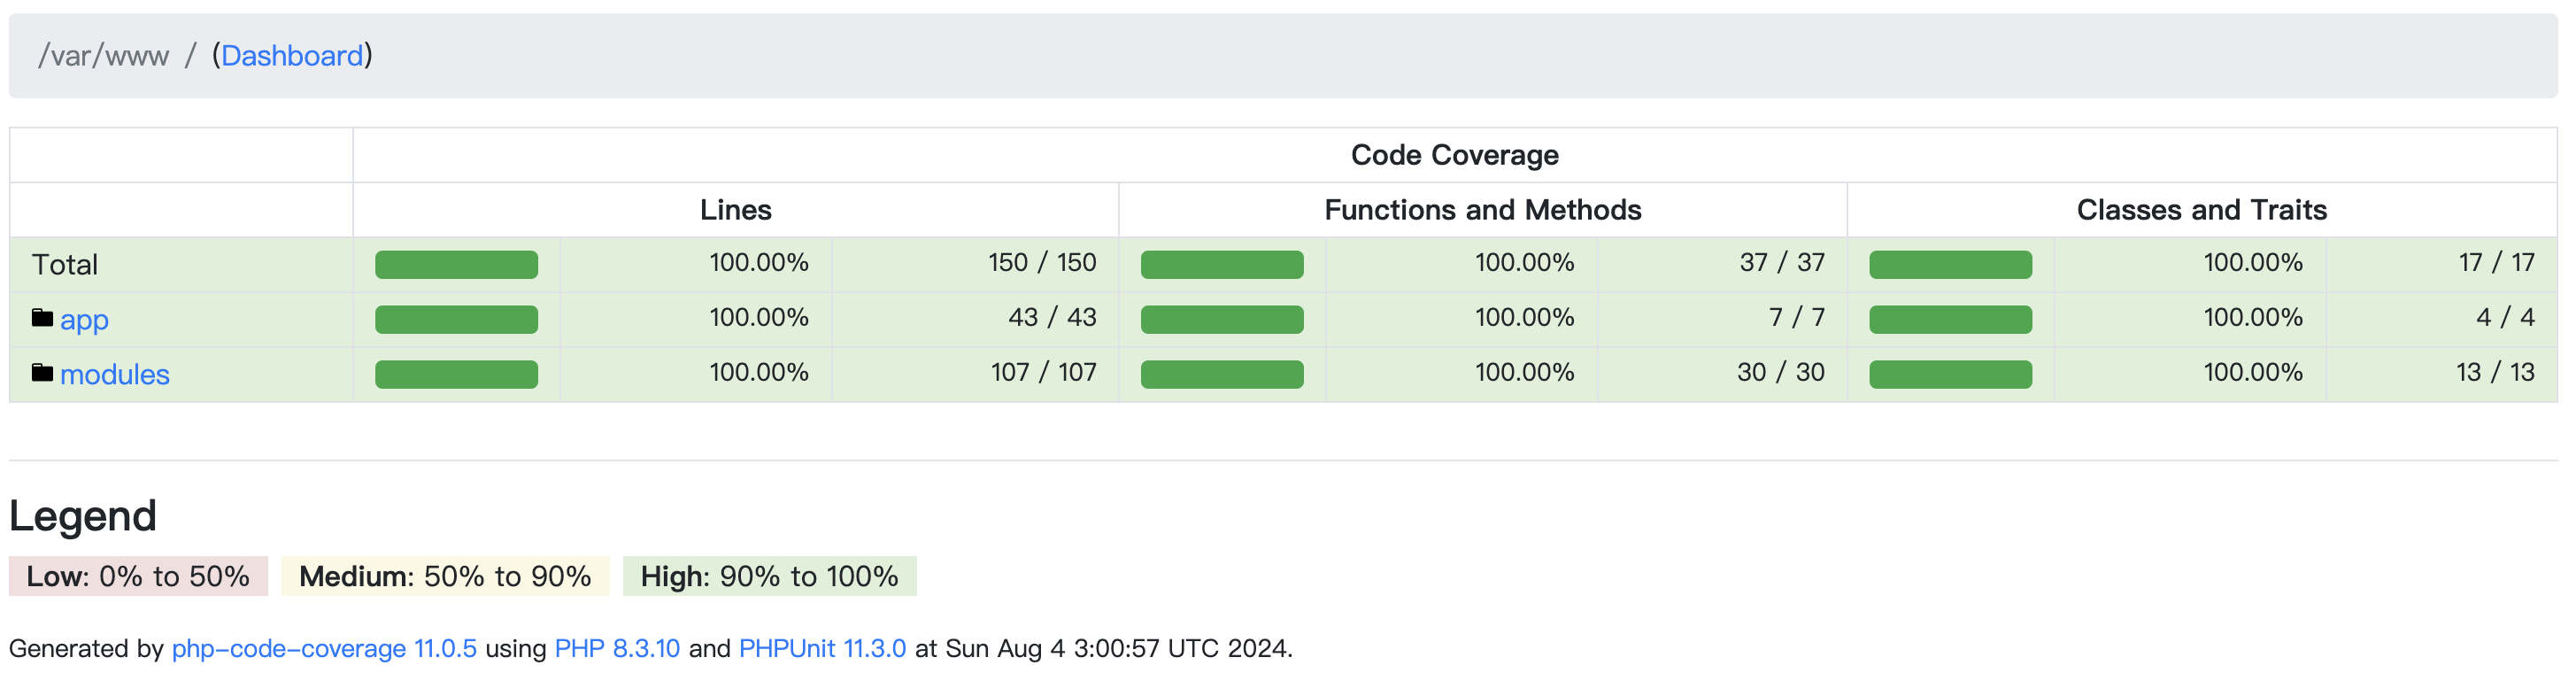 /var/www / (Dashboard)
Code Coverage
Lines Functions and Methods Classes and Traits
Total 100.00% 150 / 150 100.00% 37 / 37 100.00% 17 / 17
app 100.00% 43 / 43 100.00% 7 / 7 100.00% 4 / 4
modules 100.00% 107 / 107 100.00% 30 / 30 100.00% 13 / 13
Legend
Low: 0% to 50% Medium: 50% to 90% High: 90% to 100%
Generated by php-code-coverage 11.0.5 using PHP 8.3.10 and PHPUnit 11.3.0 at Sun Aug 4 3:00:57 UTC 2024.